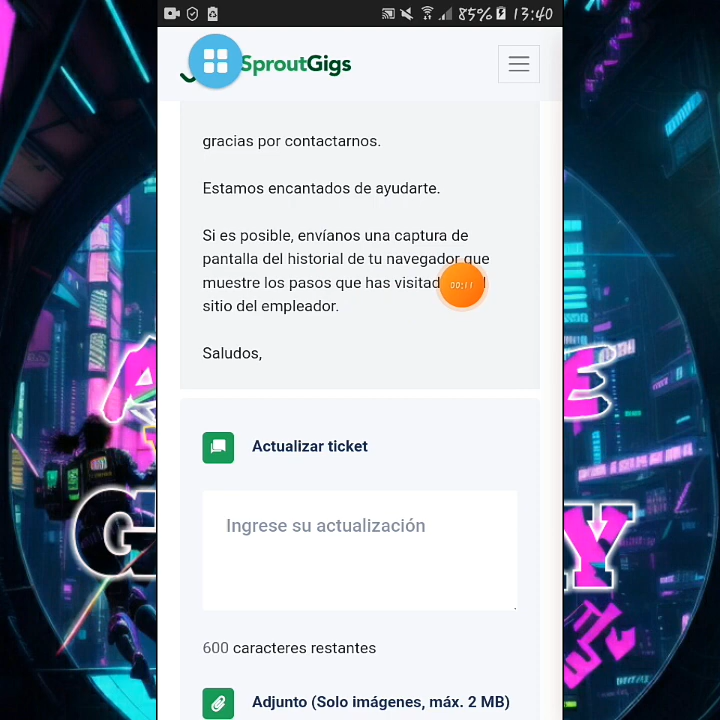 85% 13:40
SproutGigs
gracias por contactarnos.
Estamos encantados de ayudarte.
Si es posible, envíanos una captura de
pantalla del historial de tu navegador que
muestre los pasos que has visitad
00:11
sitio del empleador.
Saludos,
Actualizar ticket
Ingrese su actualización
600 caracteres restantes
Adjunto (Solo imágenes, máx. 2 MB)
G
E
Y